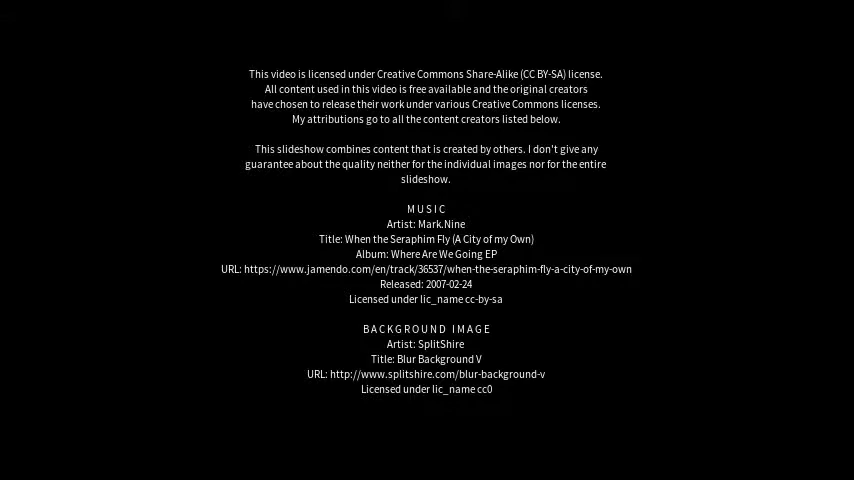 This video is licensed under Creative Commons Share-Alike (CC BY-SA) license.
All content used in this video is free available and the original creators
have chosen to release their work under various Creative Commons licenses.
My attributions go to all the content creators listed below.
This slideshow combines content that is created by others. I don't give any
guarantee about the quality neither for the individual images nor for the entire
slideshow.
MUSIC
Artist: Mark.Nine
Title: When the Seraphim Fly (A City of my Own)
Album: Where Are We Going EP
URL: https://www.jamendo.com/en/track/36537/when-the-seraphim-fly-a-city-of-my-own
Released: 2007-02-24
Licensed under lic_name cc-by-sa
BACKGROUND IMAGE
Artist: SplitShire
Title: Blur Background V
URL: http://www.splitshire.com/blur-background-v
Licensed under lic_name cc0